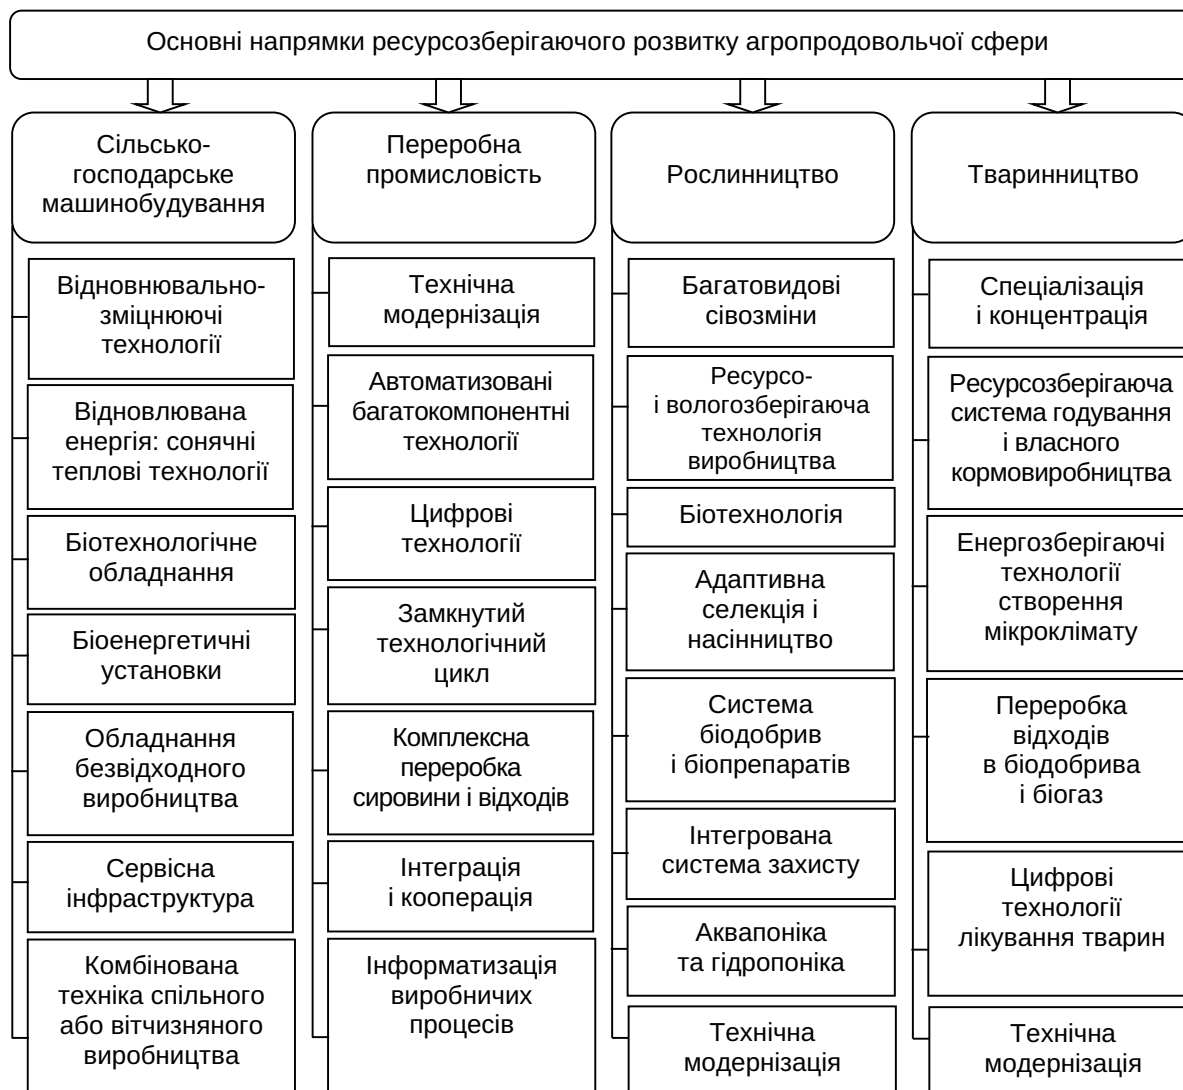 Основні напрямки ресурсозберігаючого розвитку агропродовольчої сфери
Сільсько-
господарське
машинобудування
Відновнювально-
зміцнюючі
технології
Відновлювана
енергія: сонячні
теплові технології
Біотехнологічне
обладнання
Біоенергетичні
установки
Обладнання
безвідходного
виробництва
Сервісна
інфраструктура
Комбінована
техніка спільного
або вітчизняного
виробництва
Переробна
промисловість
Технічна
модернізація
Автоматизовані
багатокомпонентні
технології
Цифрові
технології
Замкнутий
технологічний
цикл
Комплексна
переробка
сировини і відходів
Інтеграція
і кооперація
Інформатизація
виробничих
процесів
Рослинництво
Багатовидові
сівозміни
Ресурсо-
і вологозберігаюча
технологія
виробництва
Біотехнологія
Адаптивна
селекція і
насінництво
Система
біодобрив
і біопрепаратів
Інтегрована
система захисту
Аквапоніка
та гідропоніка
Технічна
модернізація
Тваринництво
Спеціалізація
і концентрація
Ресурсозберігаюча
система годування
і власного
кормовиробництва
Енергозберігаючі
технології
створення
мікроклімату
Переробка
відходів
в біодобрива
і біогаз
Цифрові
технології
лікування тварин
Технічна
модернізація